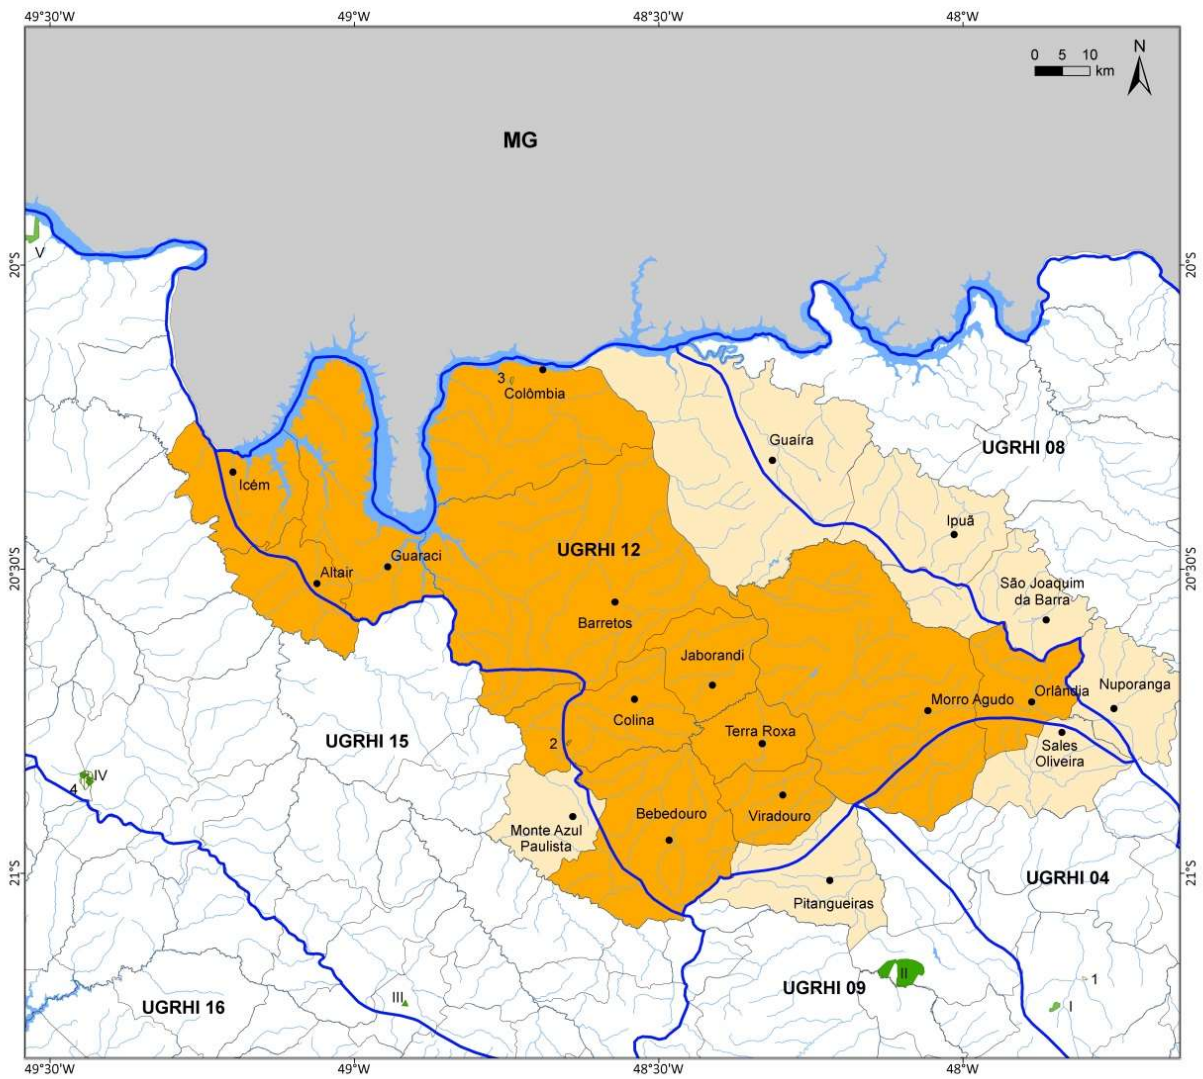 49°30'W 49°W 48°30'W 48°W
N
0 5 10
km
MG
20°S 20°S
V
3
Colômbia
Guaíra
UGRHI 08
Icém
Ipuã
UGRHI 12
Guaraci
20°30'S 20°30'S
Altair
São Joaquim
da Barra
Barretos
Jaborandi
Nuporanga
Orlândia
Morro Agudo
Colina
Terra Roxa
2
Sales
Oliveira
UGRHI 15
IV
4
Bebedouro
Viradouro
Monte Azul
Paulista
21°S 21°S
UGRHI 04
Pitangueiras
II
1
UGRHI 09
III
I
UGRHI 16
49°30'W 49°W 48°30'W 48°W